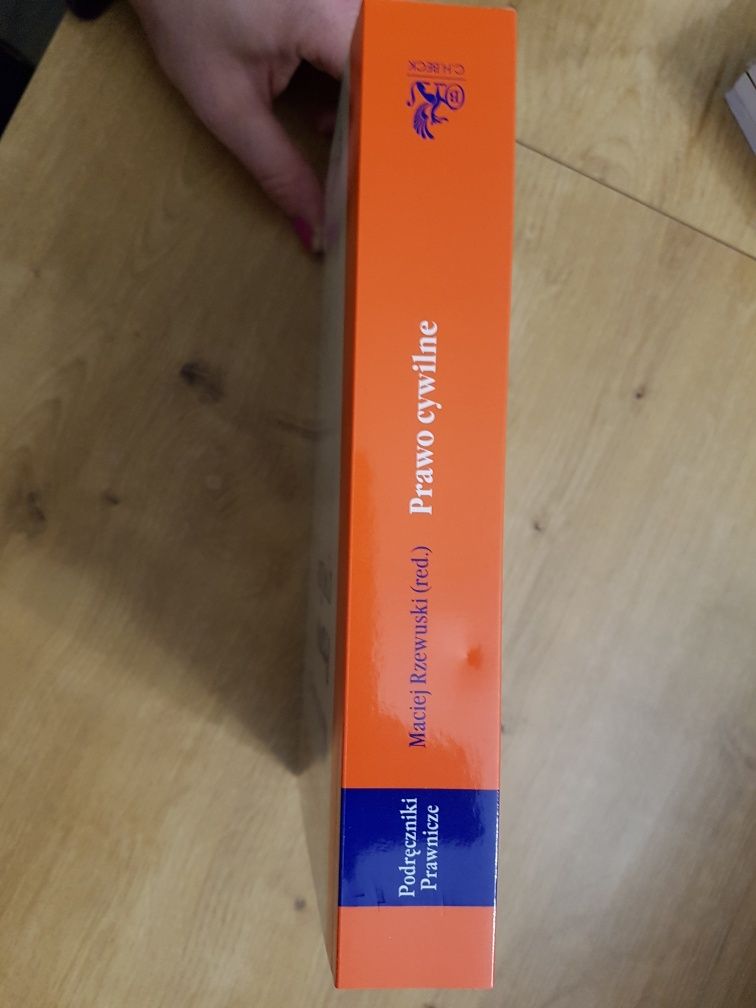 Podręczniki
Prawnicze
Maciej Rzewuski (red.)
Prawo cywilne
C.H.BECK